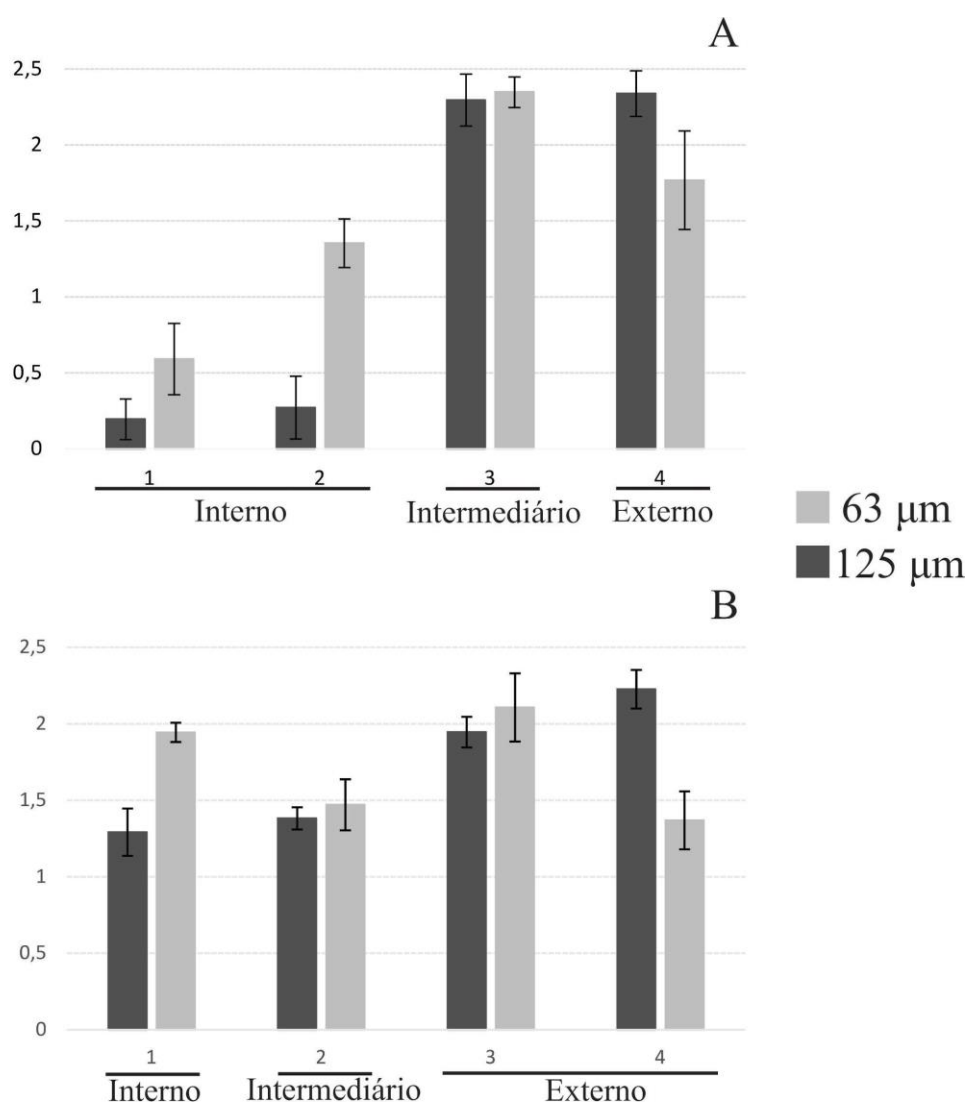 A
2,5
2
1,5
1
0,5
0
1 2 3 4
Interno Intermediário Externo
63 μm
125 μm
B
2,5
2
1,5
1
0,5
0
1 2 3 4
Interno Intermediário Externo